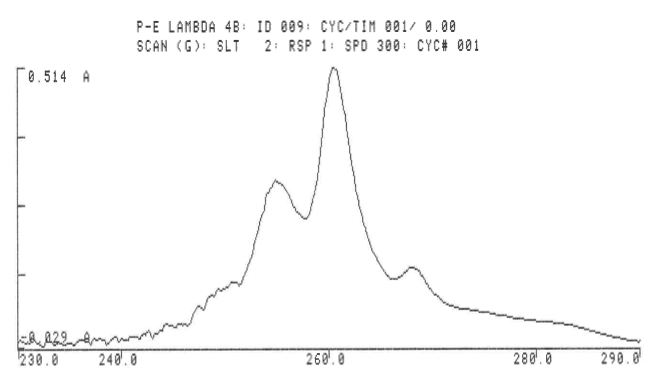 P-E LAMBDA 4B: ID 009: CYC/TIM 001/ 0.00
SCAN (G): SLT 2: RSP 1: SPD 300: CYC# 001
0.514 A
-0.029 A
230.0 240.0 260.0 280.0 290.0